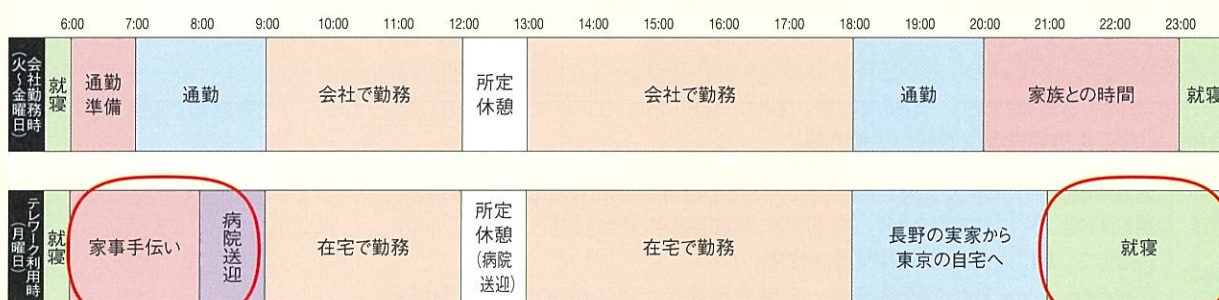 6:00 7:00 8:00 9:00 10:00 11:00 12:00 13:00 14:00 15:00 16:00 17:00 18:00 19:00 20:00 21:00 22:00 23:00
会社勤務時
（火～金曜日）
就寝
通勤
準備
通勤
会社で勤務
所定
休憩
会社で勤務
通勤
家族との時間
就寝
テレワーク利用時
（月曜日）
就寝
家事手伝い
病院送迎
在宅で勤務
所定
休憩
（病院
送迎）
在宅で勤務
長野の実家から
東京の自宅へ
就寝